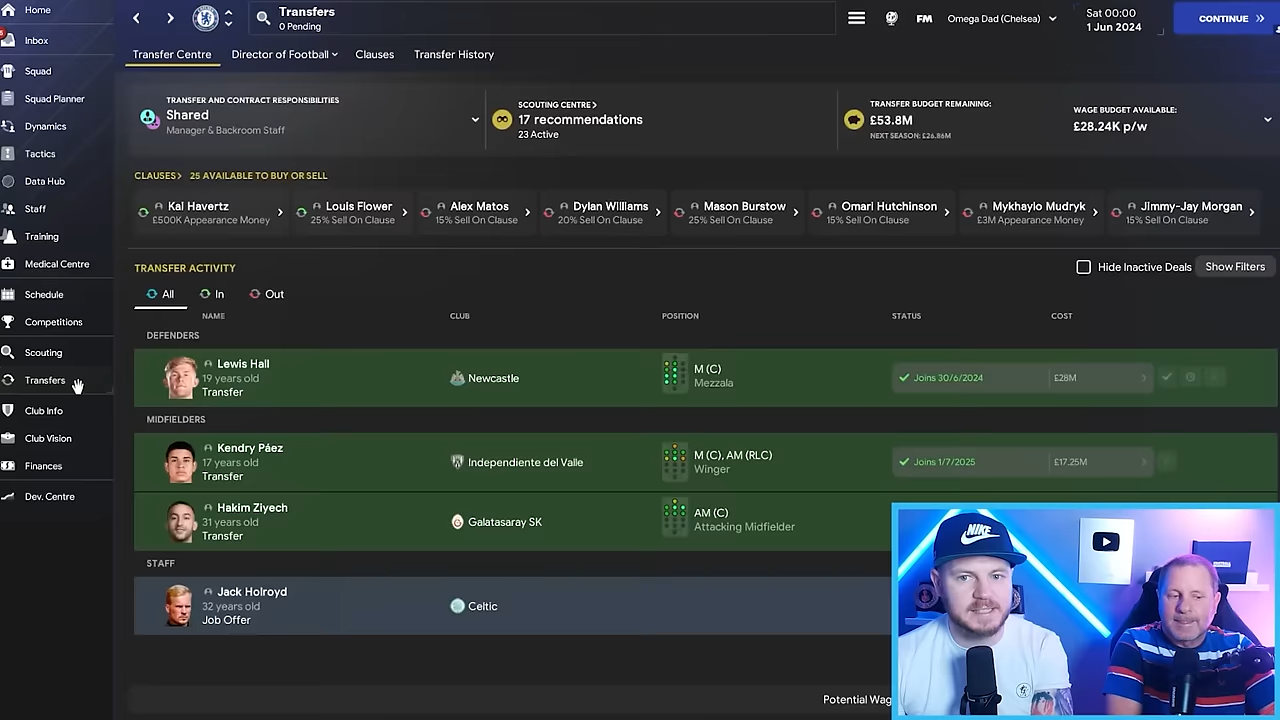 Home
Transfers
0 Pending
FM
Omega Dad (Chelsea)
Sat 00:00
1 Jun 2024
CONTINUE
Inbox
Squad
Squad Planner
Dynamics
Tactics
Data Hub
Staff
Training
Medical Centre
Schedule
Competitions
Scouting
Transfers
Club Info
Club Vision
Finances
Dev. Centre
Transfer Centre
Director of Football
Clauses
Transfer History
TRANSFER AND CONTRACT RESPONSIBILITIES
Shared
Manager & Backroom Staff
SCOUTING CENTRE >
17 recommendations
23 Active
TRANSFER BUDGET REMAINING:
£53.8M
NEXT SEASON: £26.86M
WAGE BUDGET AVAILABLE:
£28.24K p/w
CLAUSES > 25 AVAILABLE TO BUY OR SELL
Kai Havertz
£500K Appearance Money
Louis Flower
25% Sell On Clause
Alex Matos
15% Sell On Clause
Dylan Williams
20% Sell On Clause
Mason Burstow
25% Sell On Clause
Omari Hutchinson
15% Sell On Clause
Mykhaylo Mudryk
£3M Appearance Money
Jimmy-Jay Morgan
15% Sell On Clause
TRANSFER ACTIVITY
Hide Inactive Deals
Show Filters
All
In
Out
NAME
CLUB
POSITION
STATUS
COST
DEFENDERS
Lewis Hall
19 years old
Transfer
Newcastle
M (C)
Mezzala
Joins 30/6/2024
£28M
MIDFIELDERS
Kendry Páez
17 years old
Transfer
Independiente del Valle
M (C), AM (RLC)
Winger
Joins 1/7/2025
£17.25M
Hakim Ziyech
31 years old
Transfer
Galatasaray SK
AM (C)
Attacking Midfielder
STAFF
Jack Holroyd
32 years old
Job Offer
Celtic
Potential Wag
NIKE